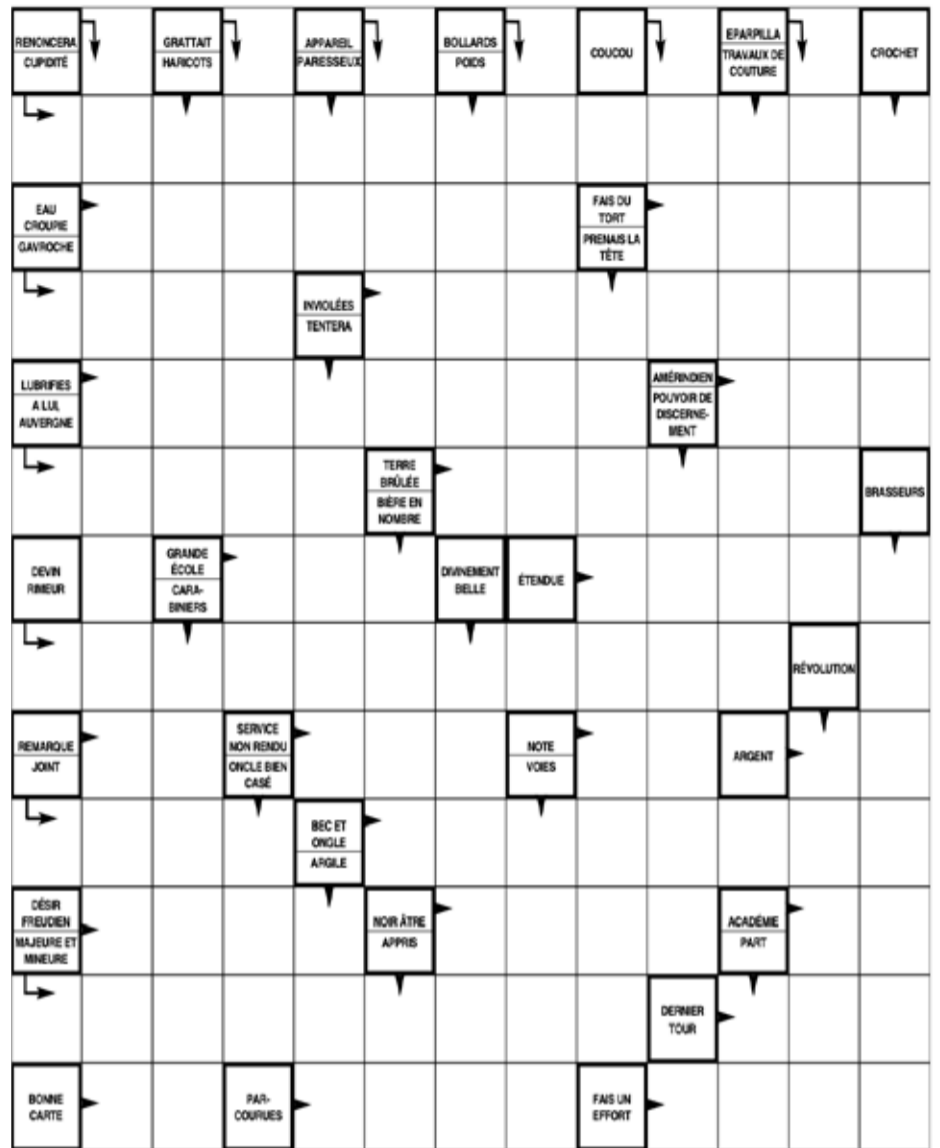 RENONCERA
CUPIDITÉ
GRATTAIT
HARICOTS
APPAREIL
PARESSEUX
BOLLARDS
POIDS
COUCOU
EPARPILLA
TRAVAUX DE
COUTURE
CROCHET
EAU
CROUPIE
GAVROCHE
FAIS DU
TORT
PRENAIS LA
TÊTE
INVIOLÉES
TENTERA
LUBRIFIES
A LUI,
AUVERGNE
AMÉRINDIEN
POUVOIR DE
DISCERNE-
MENT
TERRE
BRÛLÉE
BIÈRE EN
NOMBRE
BRASSEURS
DEVIN
RIMEUR
GRANDE
ÉCOLE
CARA-
BINIERS
DIVINEMENT
BELLE
ÉTENDUE
RÉVOLUTION
REMARQUE
JOINT
SERVICE
NON RENDU
ONCLE BIEN
CASÉ
NOTE
VOIES
ARGENT
BEC ET
ONGLE
ARGILE
DÉSIR
FREUDIEN
MAJEURE ET
MINEURE
NOIR ÂTRE
APPRIS
ACADÉMIE
PART
DERNIER
TOUR
BONNE
CARTE
PAR-
COURUES
FAIS UN
EFFORT